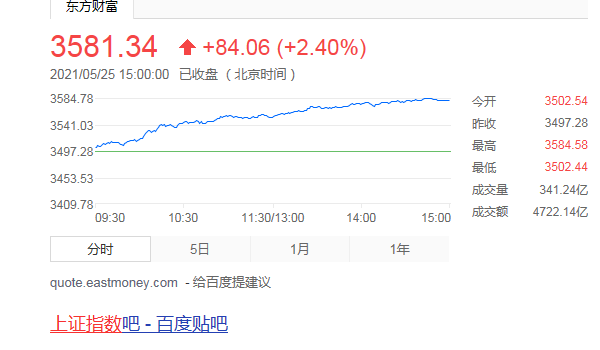 东方财富
3581.34 +84.06 (+2.40%)
2021/05/25 15:00:00 已收盘 ( 北京时间 )
3584.78
3541.03
3497.28
3453.53
3409.78
09:30 10:30 11:30/13:00 14:00 15:00
今开 3502.54
昨收 3497.28
最高 3584.58
最低 3502.44
成交量 341.24亿
成交额 4722.14亿
分时 5日 1月 1年
quote.eastmoney.com - 给百度提建议
上证指数吧 - 百度贴吧